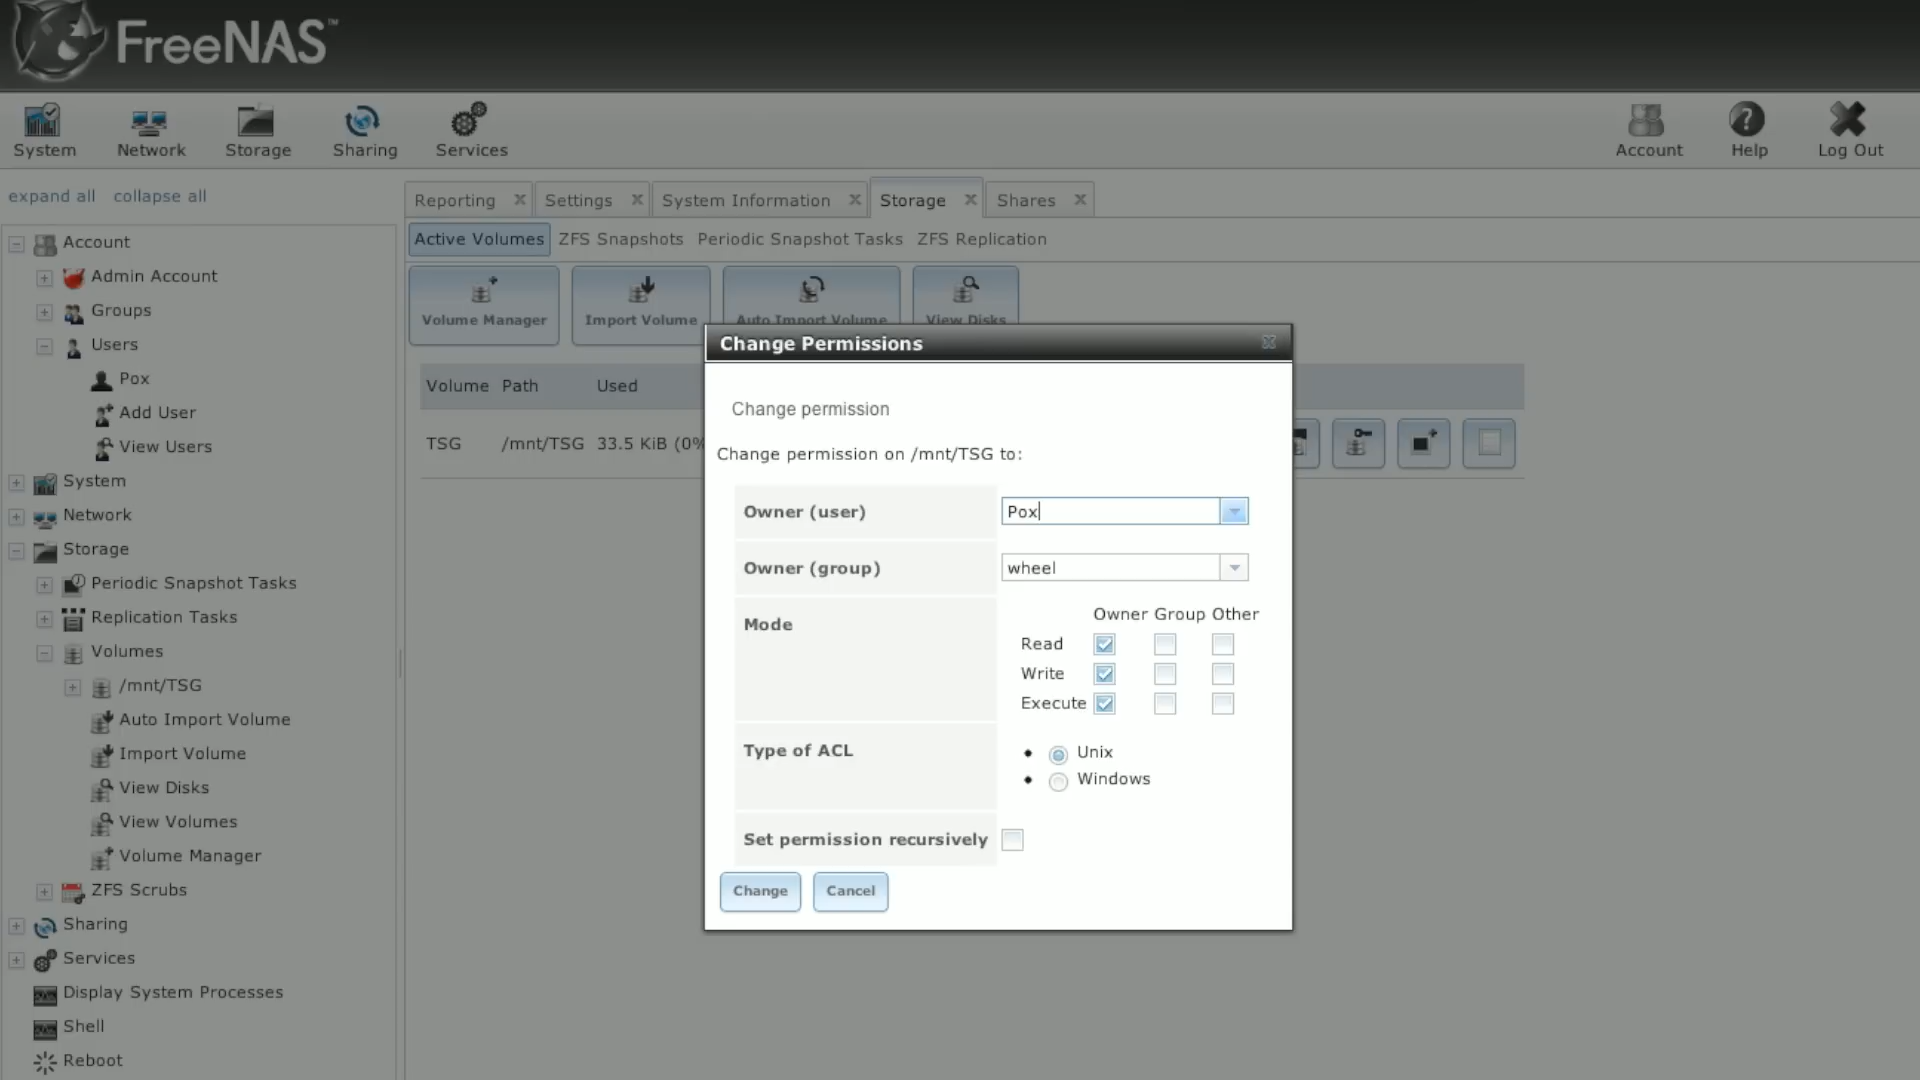 FreeNAS™
System
Network
Storage
Sharing
Services
Account
Help
Log Out
expand all collapse all
Account
Admin Account
Groups
Users
Pox
Add User
View Users
System
Network
Storage
Periodic Snapshot Tasks
Replication Tasks
Volumes
/mnt/TSG
Auto Import Volume
Import Volume
View Disks
View Volumes
Volume Manager
ZFS Scrubs
Sharing
Services
Display System Processes
Shell
Reboot
Reporting
Settings
System Information
Storage
Shares
Active Volumes ZFS Snapshots Periodic Snapshot Tasks ZFS Replication
Volume Manager
Import Volume
Auto Import Volume
View Disks
Volume Path Used
TSG /mnt/TSG 33.5 KiB (0%
Change Permissions
Change permission
Change permission on /mnt/TSG to:
Owner (user) Pox
Owner (group) wheel
Mode
Owner Group Other
Read
Write
Execute
Type of ACL
Unix
Windows
Set permission recursively
Change Cancel